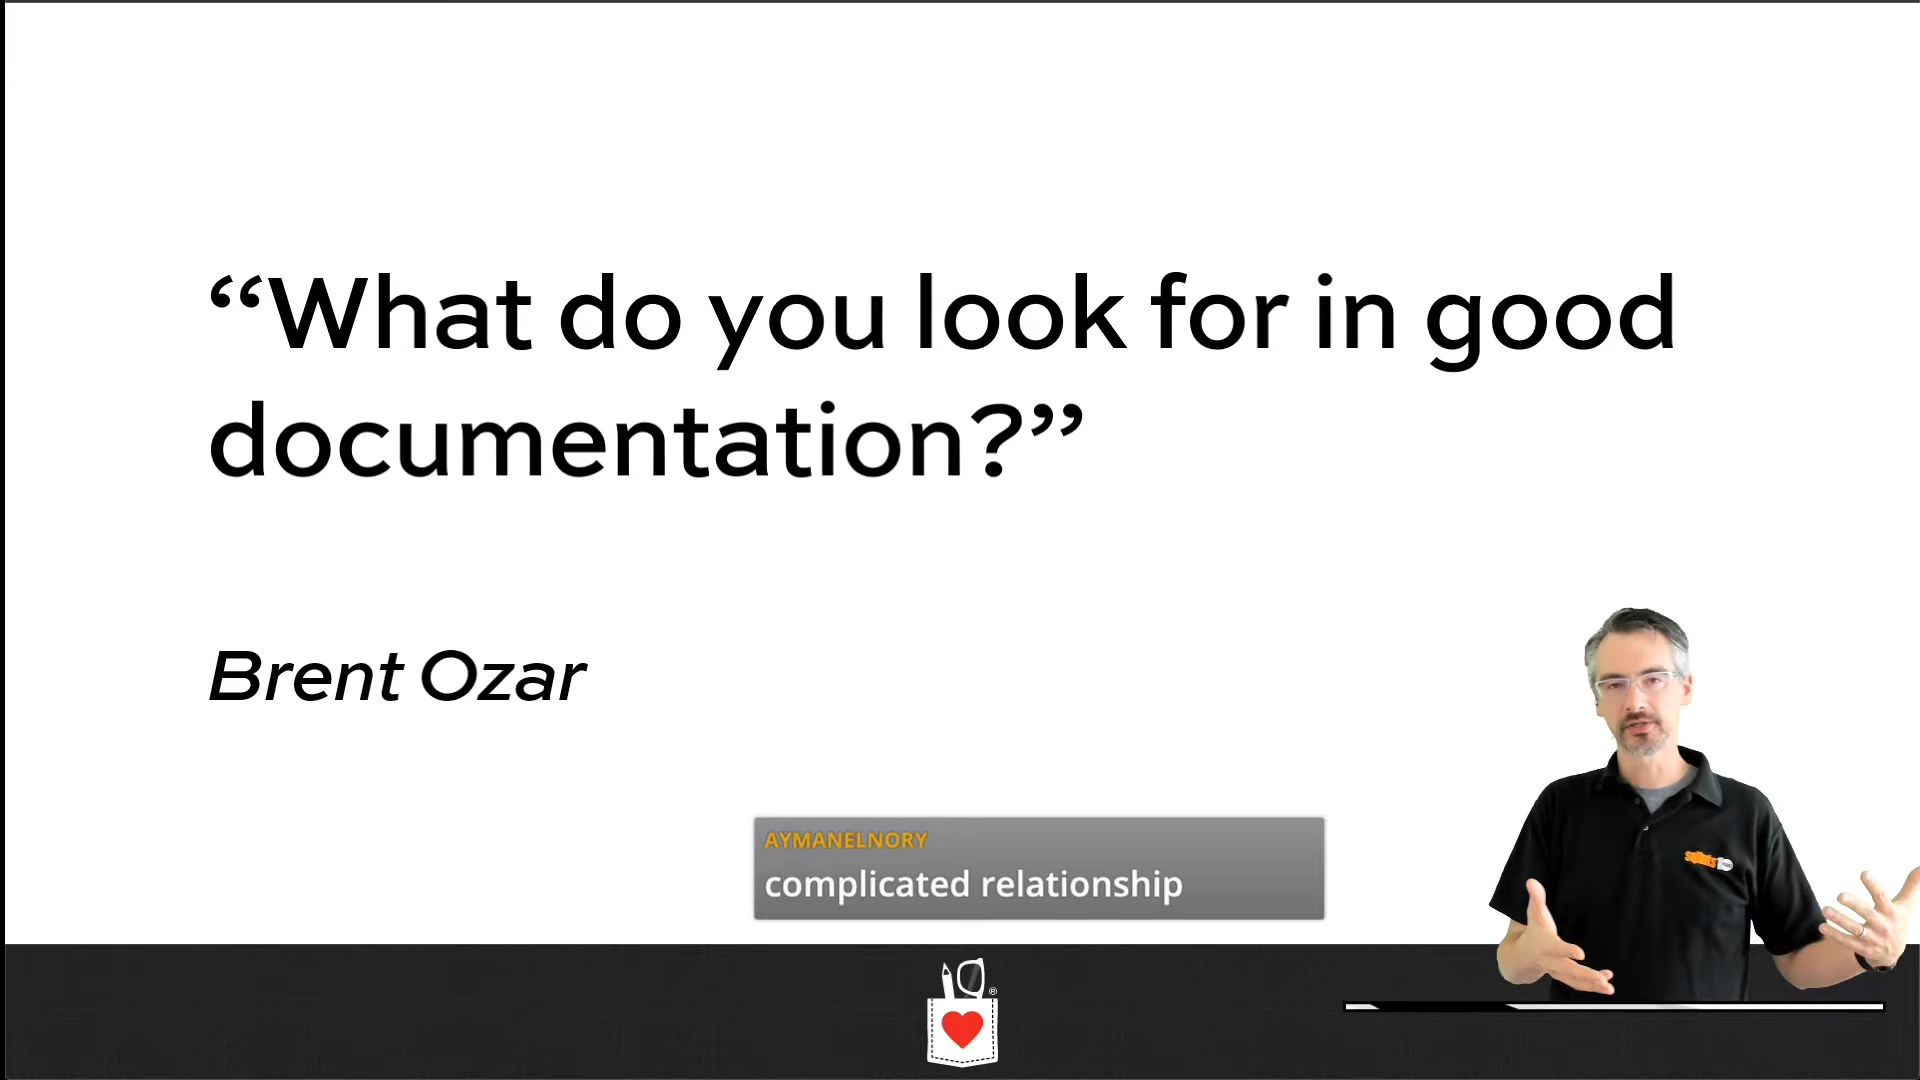 “What do you look for in good
documentation?”
Brent Ozar
AYMANELNORY
complicated relationship
®